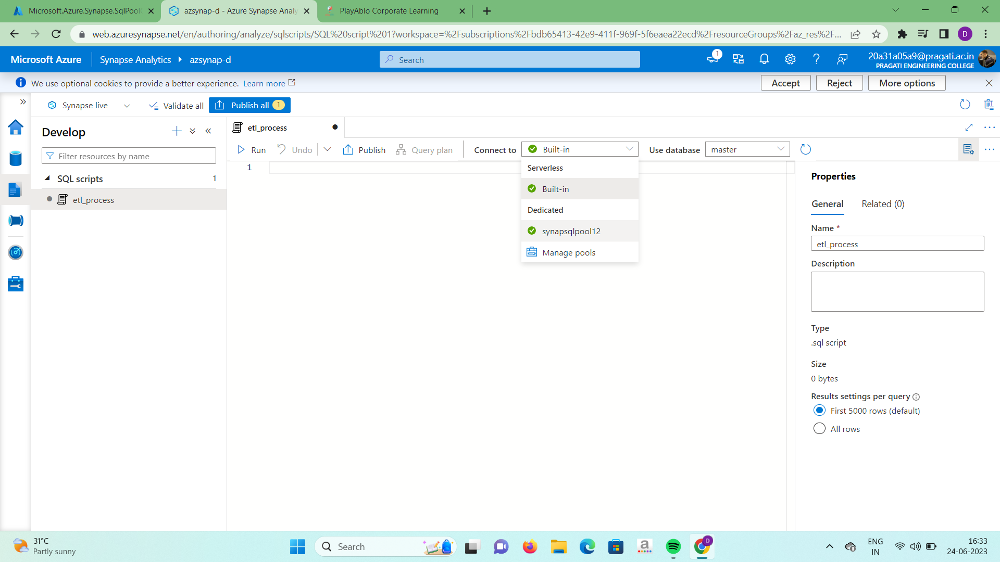 Microsoft.Azure.Synapse.SqlPool
azsynap-d - Azure Synapse Analy
PlayAblo Corporate Learning
web.azuresynapse.net/en/authoring/analyze/sqlscripts/SQL%20script%201?workspace=%2Fsubscriptions%2Fbdb65413-42e9-411f-969f-5f6eaea22ecd%2FresourceGroups%2Faz_res%2F...
D
Microsoft Azure
Synapse Analytics
azsynap-d
Search
1
20a31a05a9@pragati.ac.in
PRAGATI ENGINEERING COLLEGE
We use optional cookies to provide a better experience. Learn more
Accept
Reject
More options
Synapse live
Validate all
Publish all 1
Develop
Filter resources by name
SQL scripts 1
etl_process
etl_process
Run
Undo
Publish
Query plan
Connect to
Built-in
Use database
master
1
Serverless
Built-in
Dedicated
synapsqlpool12
Manage pools
Properties
General
Related (0)
Name *
etl_process
Description
Type
.sql script
Size
0 bytes
Results settings per query
First 5000 rows (default)
All rows
31°C
Partly sunny
Search
a
D
ENG
IN
16:33
24-06-2023